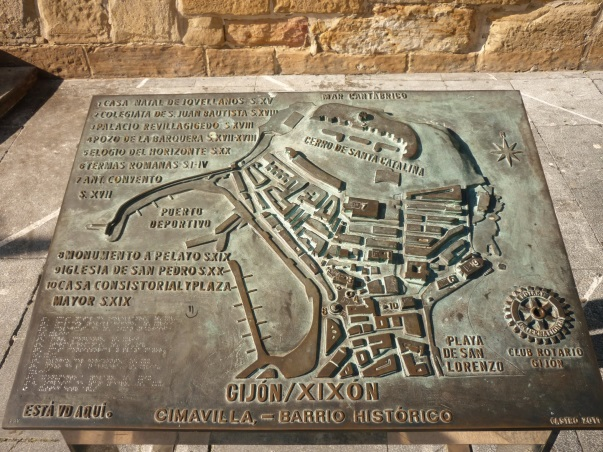 MAR CANTÁBRICO
1 CASA NATAL DE JOVELLANOS S. XV
2 COLEGIATA DE S. JUAN BAUTISTA S. XVIII
3 PALACIO REVILLAGIGEDO S. XVIII
4 POZO DE LA BARQUERA S. XVII-XVIII
5 ELOGIO DEL HORIZONTE S. XX
6 TERMAS ROMANAS S. I-IV
7 ANT. CONVENTO
S. XVII
CERRO DE SANTA CATALINA
PUERTO
DEPORTIVO
8 MONUMENTO A PELAYO S. XIX
9 IGLESIA DE SAN PEDRO S. XX
10 CASA CONSISTORIAL Y PLAZA
MAYOR S. XIX
8
10
PLAYA
DE SAN
LORENZO
CLUB ROTARIO
GIJÓN
GIJÓN/XIXÓN
CIMAVILLA - BARRIO HISTÓRICO
ESTÁ VD AQUÍ